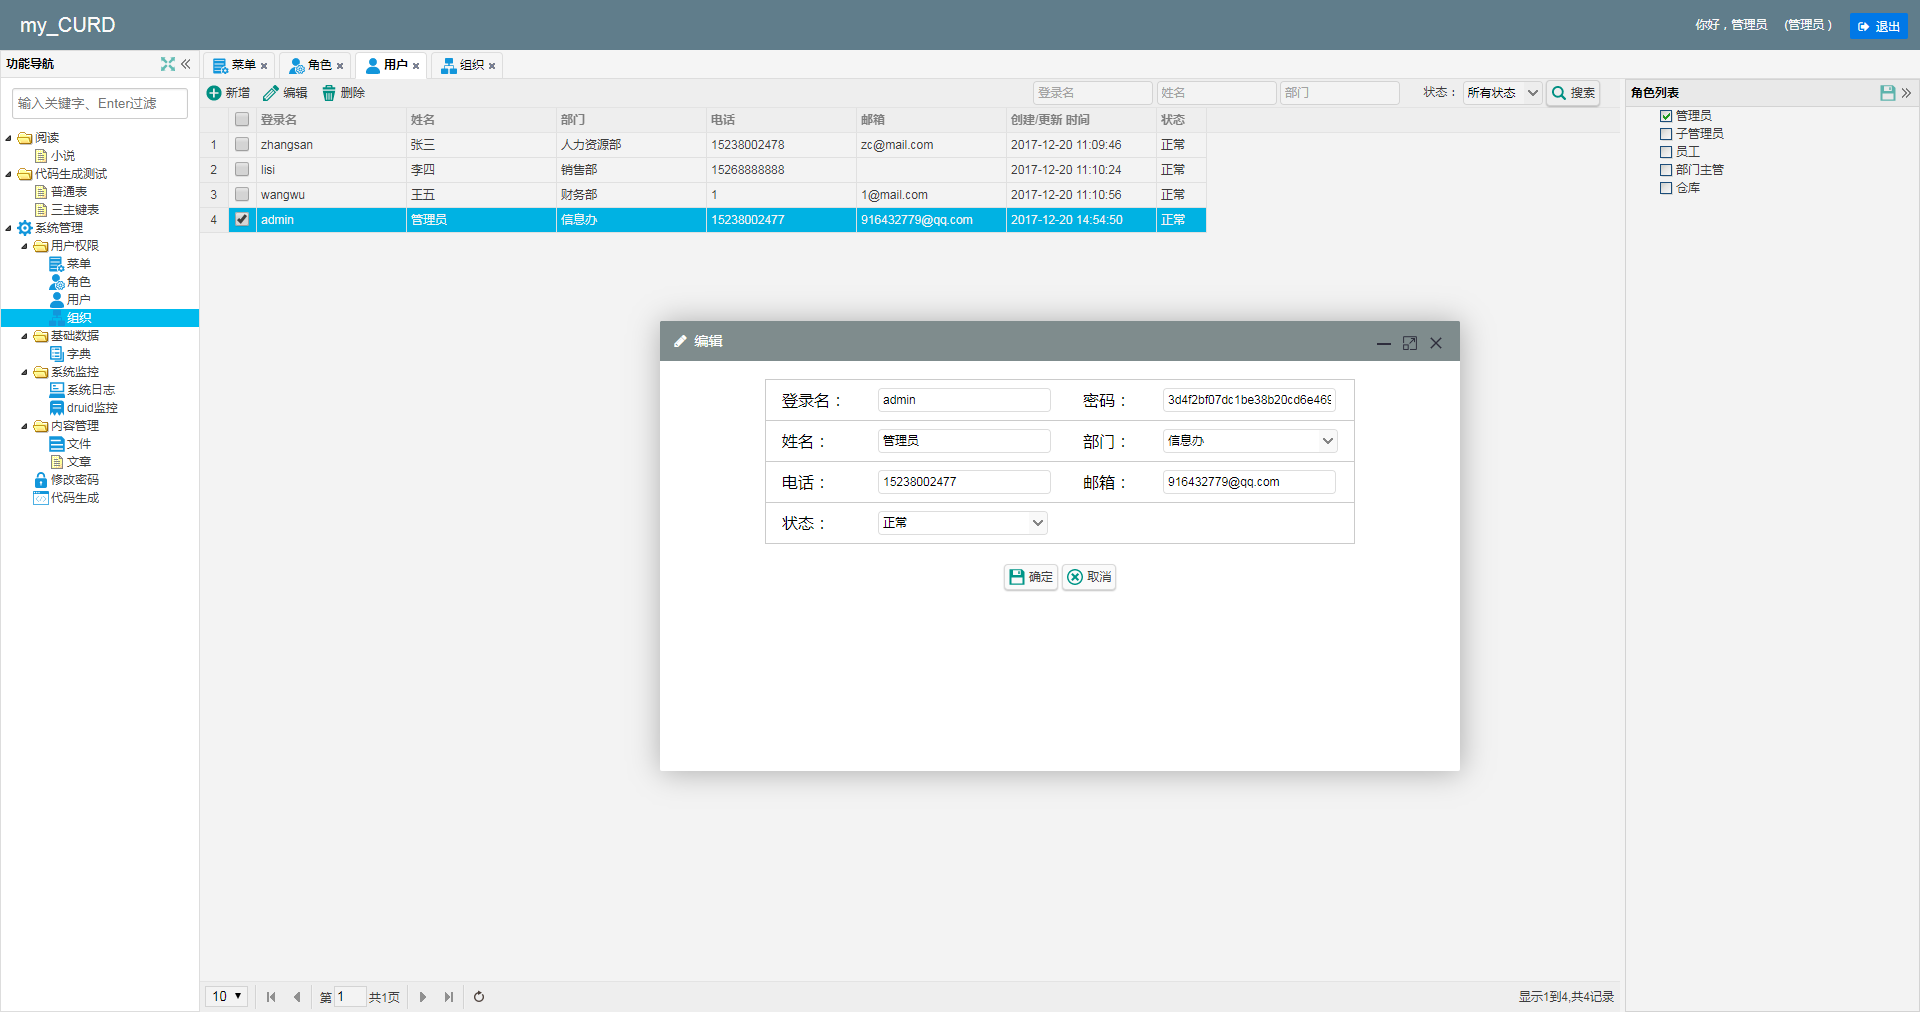 my_CURD
你好，管理员 （管理员）
退出
功能导航
输入关键字、Enter过滤
阅读
小说
代码生成测试
普通表
三主键表
系统管理
用户权限
菜单
角色
用户
组织
基础数据
字典
系统监控
系统日志
druid监控
内容管理
文件
文章
修改密码
代码生成
菜单 角色 用户 组织
新增 编辑 删除
登录名 姓名 部门 状态： 所有状态 搜索
登录名 姓名 部门 电话 邮箱 创建/更新 时间 状态
1 zhangsan 张三 人力资源部 15238002478 zc@mail.com 2017-12-20 11:09:46 正常
2 lisi 李四 销售部 15268888888 2017-12-20 11:10:24 正常
3 wangwu 王五 财务部 1 1@mail.com 2017-12-20 11:10:56 正常
4 admin 管理员 信息办 15238002477 916432779@qq.com 2017-12-20 14:54:50 正常
编辑
登录名： admin 密码： 3d4f2bf07dc1be38b20cd6e469
姓名： 管理员 部门： 信息办
电话： 15238002477 邮箱： 916432779@qq.com
状态： 正常
确定 取消
10 第 1 共1页
显示1到4,共4记录
角色列表
管理员
子管理员
员工
部门主管
仓库